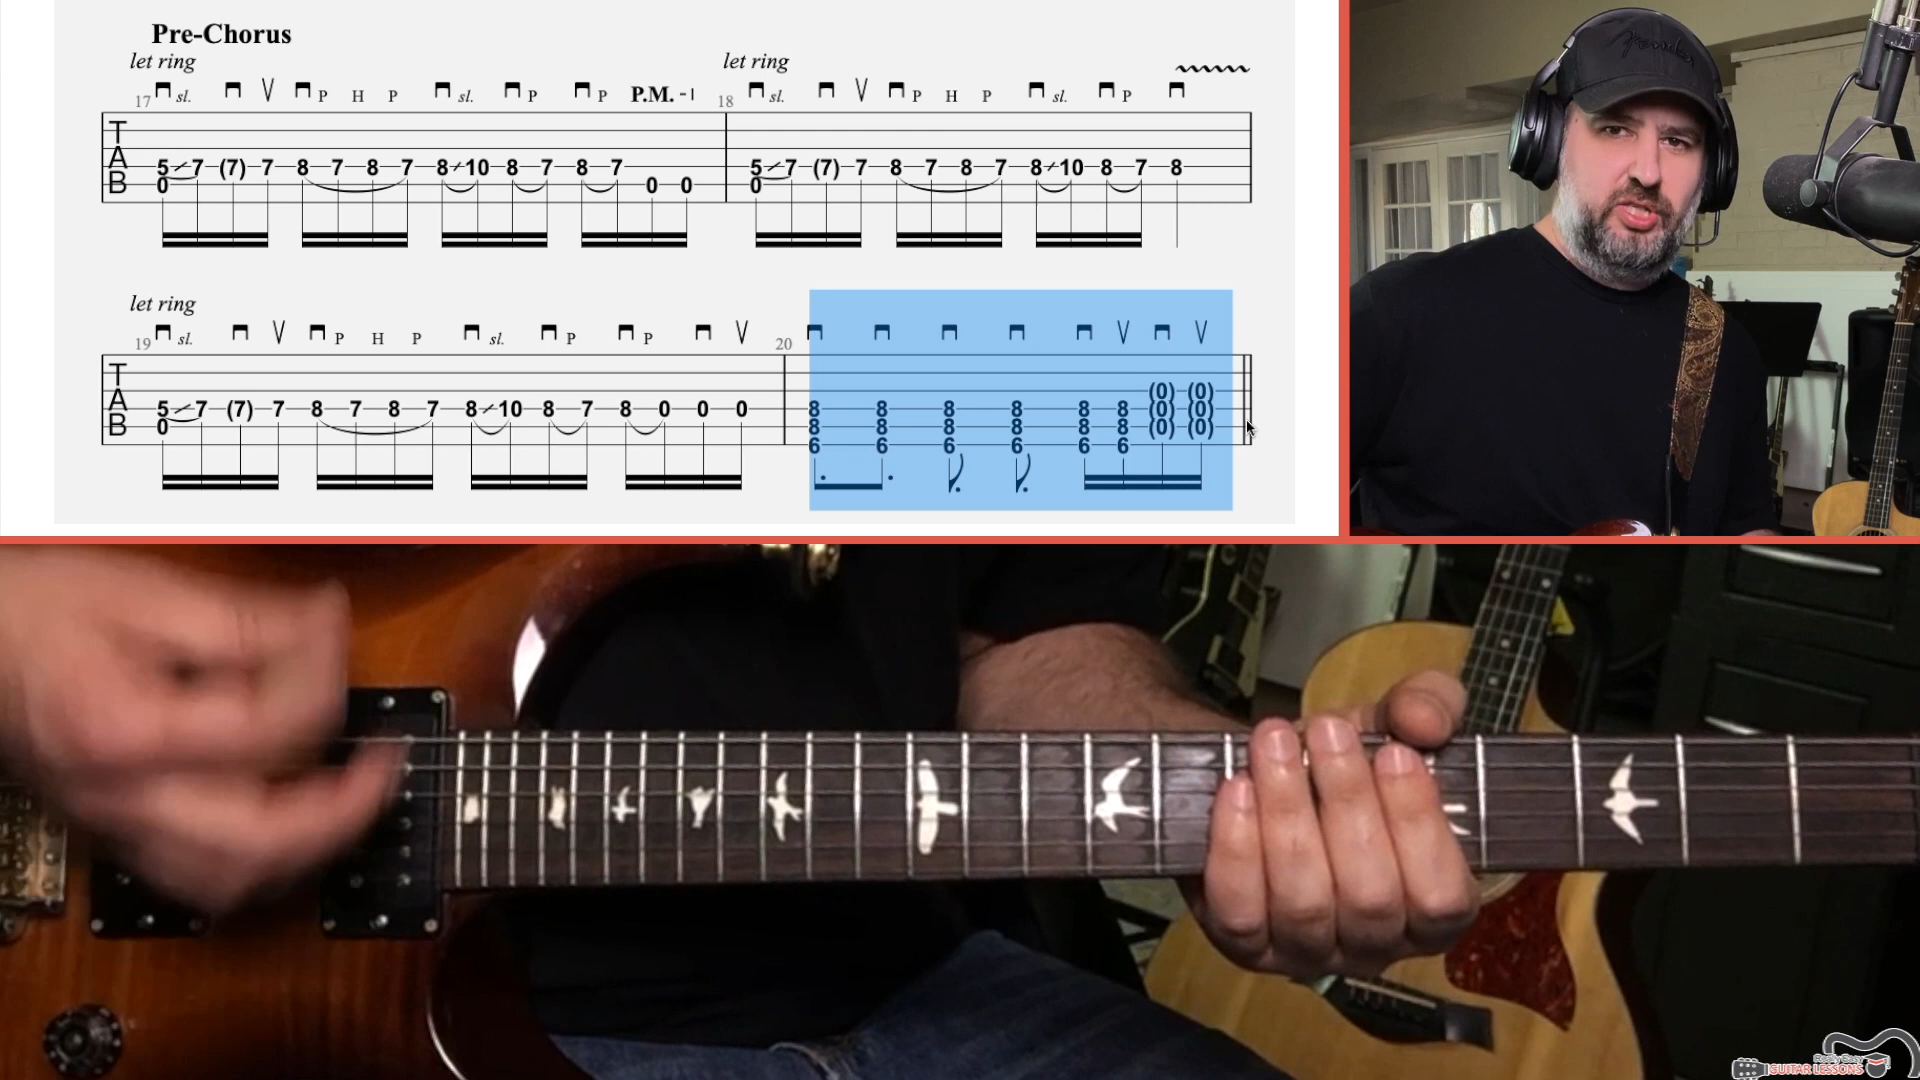 Pre-Chorus
let ring let ring
sl. P H P sl. P P P.M. sl. P H P sl. P
17 18
T
A 5 7 (7) 7 8 7 8 7 8 10 8 7 8 7 5 7 (7) 7 8 7 8 7 8 10 8 7 8
B 0 0 0 0
let ring
sl. P H P sl. P P
19 20
T
(0) (0)
A 5 7 (7) 7 8 7 8 7 8 10 8 7 8 0 0 0 8 8 8 8 8 8 (0) (0)
B 0 8 8 8 8 8 8 (0) (0)
6 6 6 6 6 6
Fender
GUITAR LESSONS